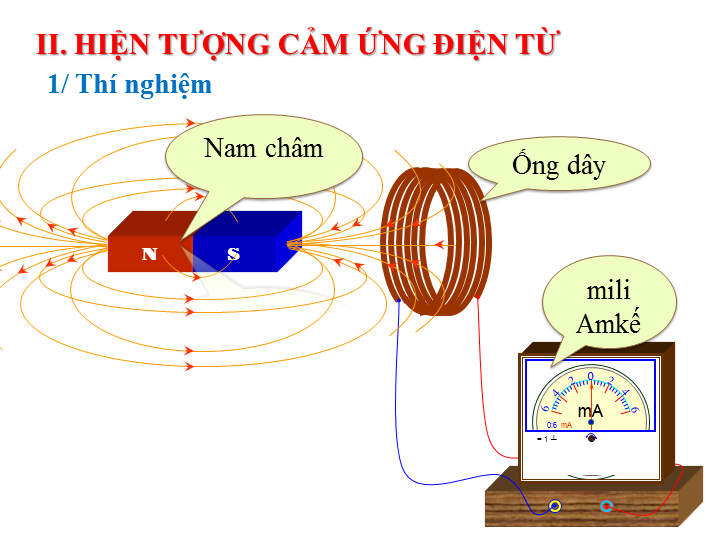 II. HIỆN TƯỢNG CẢM ỨNG ĐIỆN TỪ
1/ Thí nghiệm
Nam châm
Ống dây
N S
mili
Amkế
6 4 2 0 2 4 6
mA
0.6 mA
1